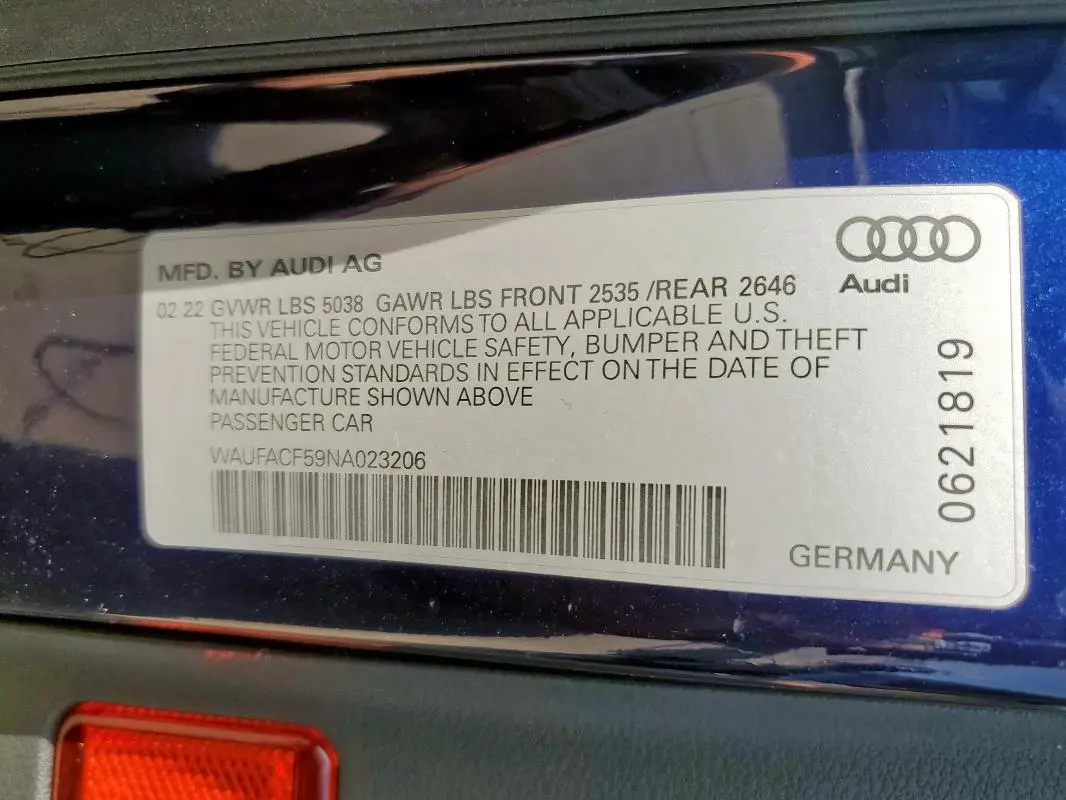 MFD. BY AUDI AG
02 22 GVWR LBS 5038 GAWR LBS FRONT 2535 /REAR 2646
THIS VEHICLE CONFORMS TO ALL APPLICABLE U.S.
FEDERAL MOTOR VEHICLE SAFETY, BUMPER AND THEFT
PREVENTION STANDARDS IN EFFECT ON THE DATE OF
MANUFACTURE SHOWN ABOVE
PASSENGER CAR
WAUFACF59NA023206
Audi
0621819
GERMANY